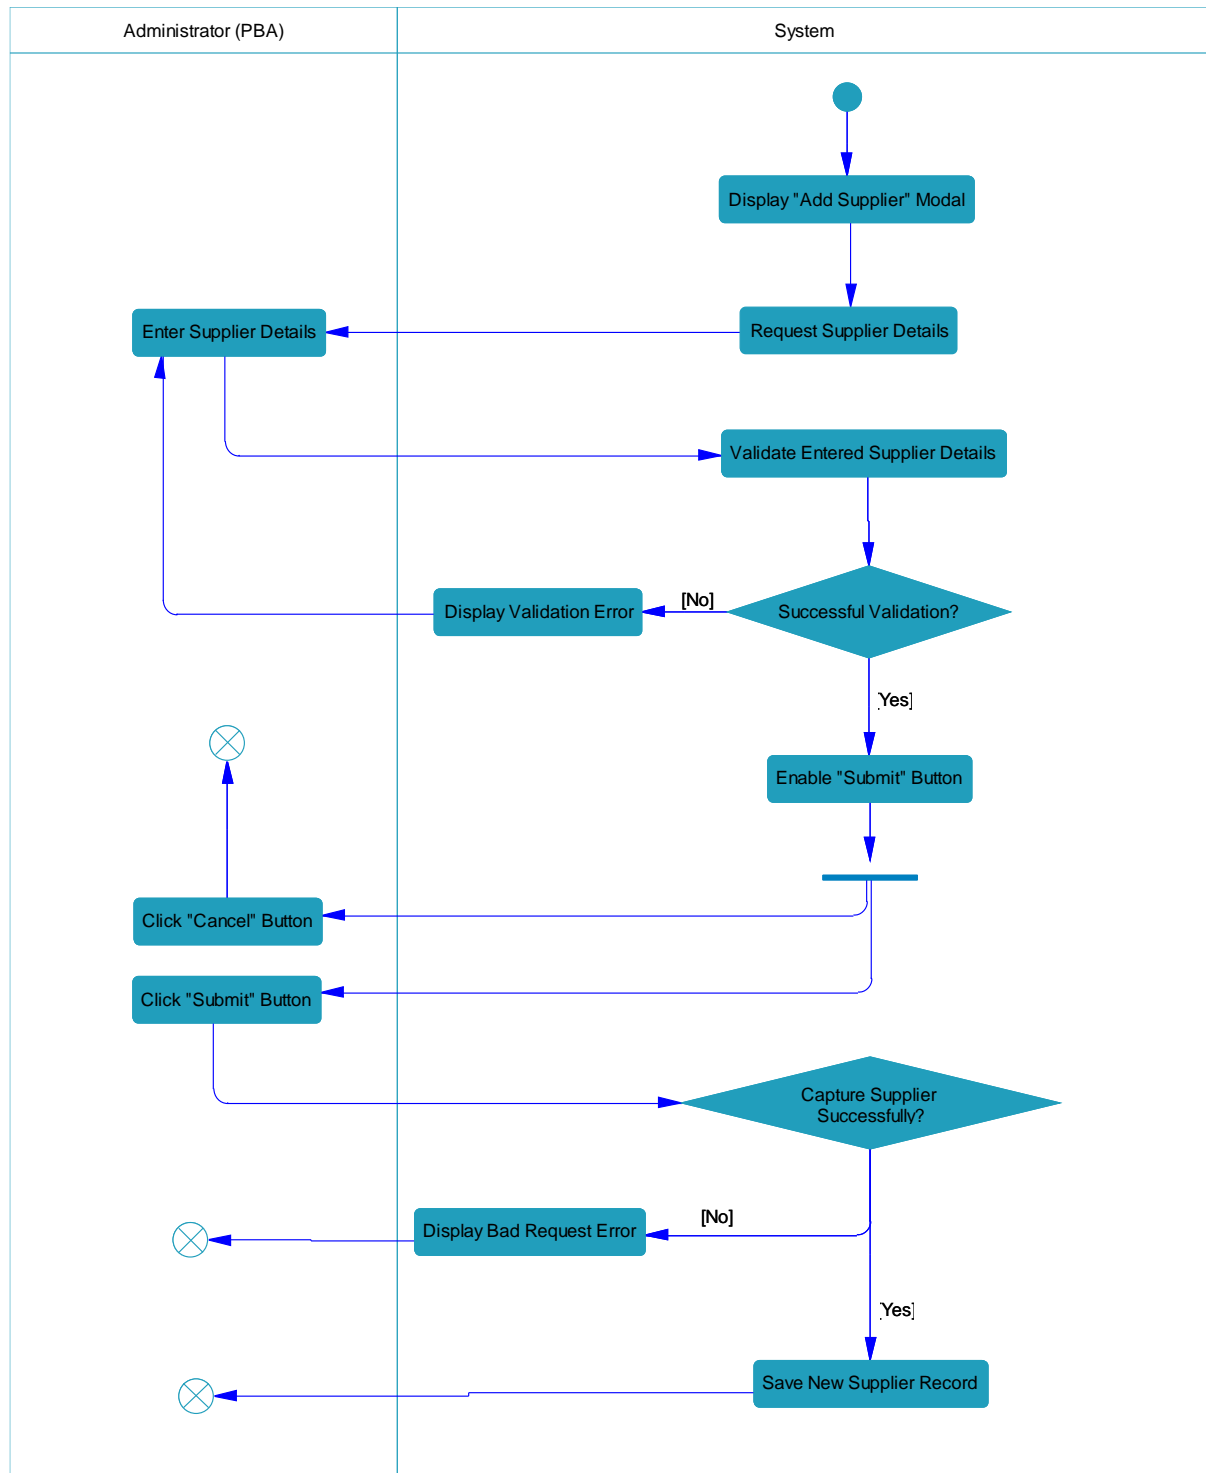 Administrator (PBA)
System
Display "Add Supplier" Modal
Enter Supplier Details
Request Supplier Details
Validate Entered Supplier Details
Display Validation Error
[No]
Successful Validation?
[Yes]
Enable "Submit" Button
Click "Cancel" Button
Click "Submit" Button
Capture Supplier
Successfully?
Display Bad Request Error
[No]
[Yes]
Save New Supplier Record